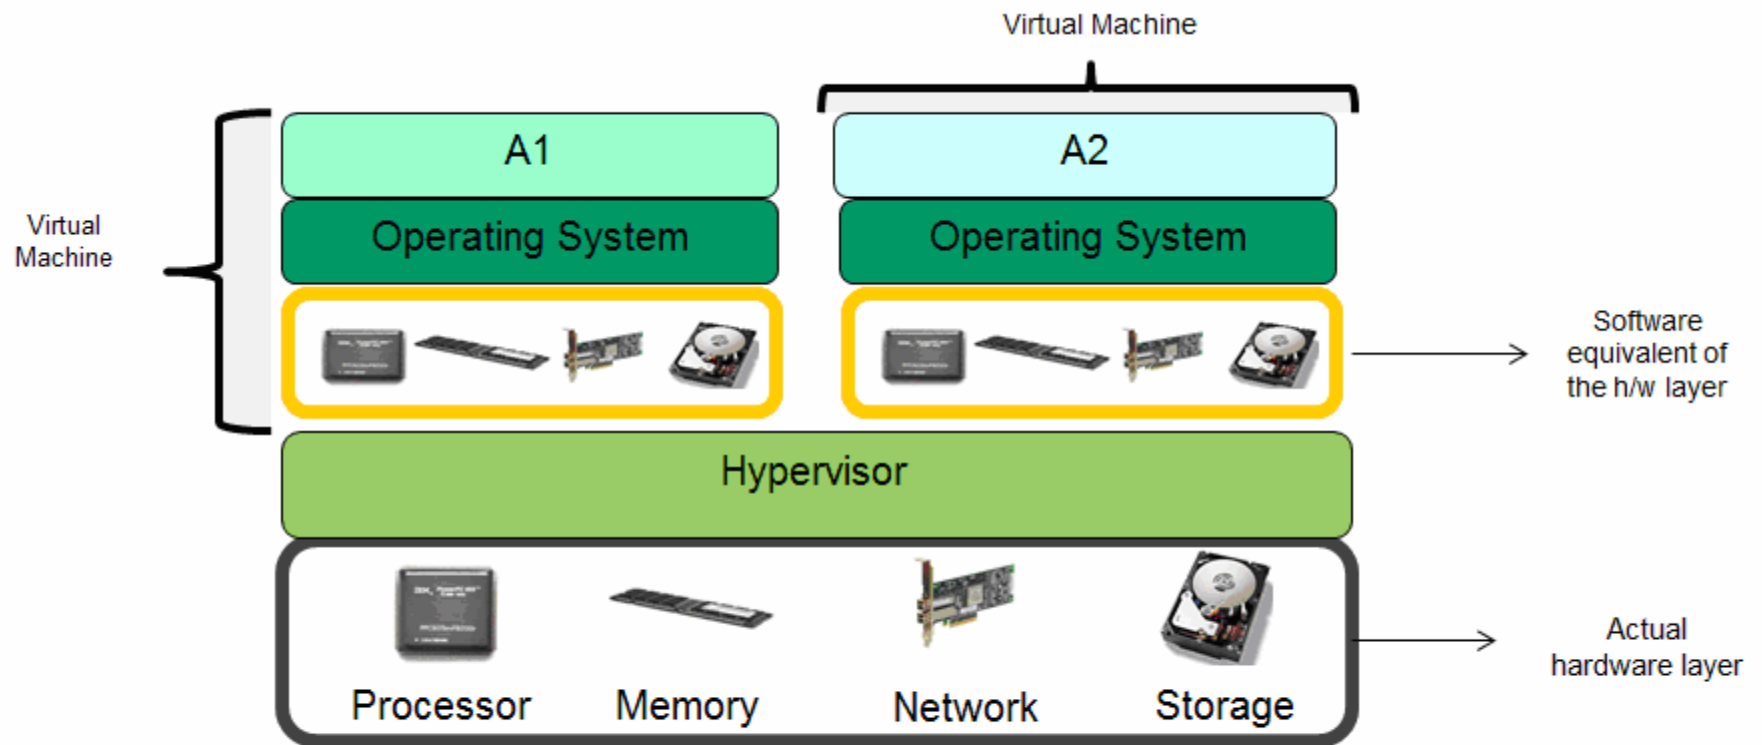 Virtual Machine
A1
A2
Virtual
Machine
Operating System
Operating System
Software
equivalent of
the h/w layer
Hypervisor
Processor
Memory
Network
Storage
Actual
hardware layer